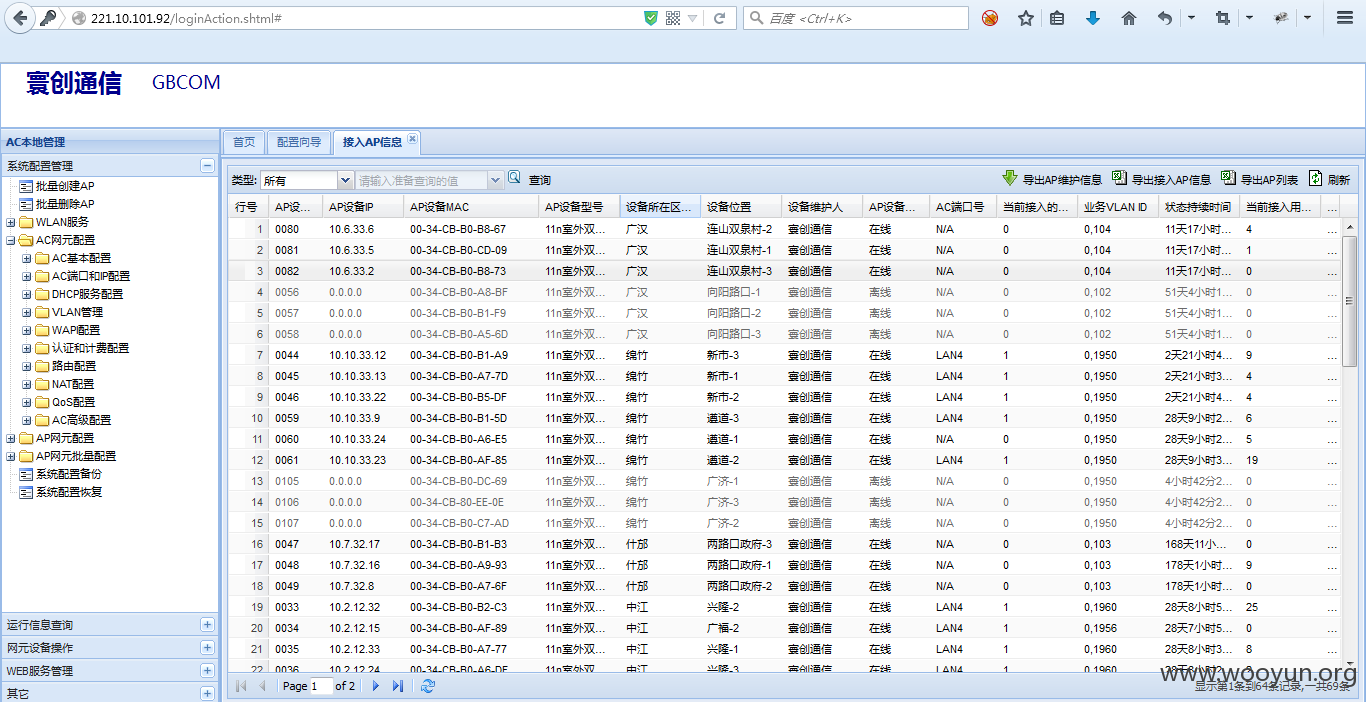 221.10.101.92/loginAction.shtml#
百度 <Ctrl+K>
寰创通信 GBCOM
AC本地管理
系统配置管理
批量创建AP
批量删除AP
WLAN服务
AC网元配置
AC基本配置
AC端口和IP配置
DHCP服务配置
VLAN管理
WAPI配置
认证和计费配置
路由配置
NAT配置
QoS配置
AC高级配置
AP网元配置
AP网元批量配置
系统配置备份
系统配置恢复
运行信息查询
网元设备操作
WEB服务管理
其它
首页 配置向导 接入AP信息
类型: 所有 请输入准备查询的值 查询 导出AP维护信息 导出接入AP信息 导出AP列表 刷新
行号 AP设... AP设备IP AP设备MAC AP设备型号 设备所在区... 设备位置 设备维护人 AP设备... AC端口号 当前接入的... 业务VLAN ID 状态持续时间 当前接入用... ...
1 0080 10.6.33.6 00-34-CB-B0-B8-67 11n室外双... 广汉 连山双泉村-2 寰创通信 在线 N/A 0 0,104 11天17小时... 4 ...
2 0081 10.6.33.5 00-34-CB-B0-CD-09 11n室外双... 广汉 连山双泉村-1 寰创通信 在线 N/A 0 0,104 11天17小时... 1 ...
3 0082 10.6.33.2 00-34-CB-B0-B8-73 11n室外双... 广汉 连山双泉村-3 寰创通信 在线 N/A 0 0,104 11天17小时... 0 ...
4 0056 0.0.0.0 00-34-CB-B0-A8-BF 11n室外双... 广汉 向阳路口-1 寰创通信 离线 N/A 0 0,102 51天4小时1... 0 ...
5 0057 0.0.0.0 00-34-CB-B0-B1-F9 11n室外双... 广汉 向阳路口-2 寰创通信 离线 N/A 0 0,102 51天4小时1... 0 ...
6 0058 0.0.0.0 00-34-CB-B0-A5-6D 11n室外双... 广汉 向阳路口-3 寰创通信 离线 N/A 0 0,102 51天4小时1... 0 ...
7 0044 10.10.33.12 00-34-CB-B0-B1-A9 11n室外双... 绵竹 新市-3 寰创通信 在线 LAN4 1 0,1950 2天21小时4... 9 ...
8 0045 10.10.33.13 00-34-CB-B0-A7-7D 11n室外双... 绵竹 新市-1 寰创通信 在线 LAN4 1 0,1950 2天21小时3... 4 ...
9 0046 10.10.33.22 00-34-CB-B0-B5-DF 11n室外双... 绵竹 新市-2 寰创通信 在线 LAN4 1 0,1950 2天21小时4... 4 ...
10 0059 10.10.33.9 00-34-CB-B0-B1-5D 11n室外双... 绵竹 遵道-3 寰创通信 在线 LAN4 1 0,1950 28天9小时2... 6 ...
11 0060 10.10.33.24 00-34-CB-B0-A6-E5 11n室外双... 绵竹 遵道-1 寰创通信 在线 N/A 0 0,1950 28天9小时2... 5 ...
12 0061 10.10.33.23 00-34-CB-B0-AF-85 11n室外双... 绵竹 遵道-2 寰创通信 在线 LAN4 1 0,1950 28天9小时3... 19 ...
13 0105 0.0.0.0 00-34-CB-B0-DC-69 11n室外双... 绵竹 广济-1 寰创通信 离线 N/A 0 0,1950 4小时42分2... 0 ...
14 0106 0.0.0.0 00-34-CB-80-EE-0E 11n室外双... 绵竹 广济-3 寰创通信 离线 N/A 0 0,1950 4小时42分2... 0 ...
15 0107 0.0.0.0 00-34-CB-B0-C7-AD 11n室外双... 绵竹 广济-2 寰创通信 离线 N/A 0 0,1950 4小时42分2... 0 ...
16 0047 10.7.32.17 00-34-CB-B0-B1-B3 11n室外双... 什邡 两路口政府-3 寰创通信 在线 N/A 0 0,103 168天11小... 0 ...
17 0048 10.7.32.16 00-34-CB-B0-A9-93 11n室外双... 什邡 两路口政府-1 寰创通信 在线 N/A 0 0,103 178天1小时... 9 ...
18 0049 10.7.32.8 00-34-CB-B0-A7-6F 11n室外双... 什邡 两路口政府-2 寰创通信 在线 N/A 0 0,103 178天1小时... 0 ...
19 0033 10.2.12.32 00-34-CB-B0-B2-C3 11n室外双... 中江 兴隆-2 寰创通信 在线 LAN4 1 0,1960 28天8小时5... 25 ...
20 0034 10.2.12.15 00-34-CB-B0-AF-89 11n室外双... 中江 广福-2 寰创通信 在线 LAN4 1 0,1956 28天7小时5... 0 ...
21 0035 10.2.12.33 00-34-CB-B0-A7-77 11n室外双... 中江 兴隆-1 寰创通信 在线 LAN4 1 0,1960 28天8小时3... 8 ...
22 0036 10.2.12.24 00-34-CB-B0-A6-DF 11n室外双... 中江 兴隆-3 寰创通信 在线 LAN4 1 0,1960
Page 1 of 2
显示第1条到64条记录,一共69条
www.wooyun.org